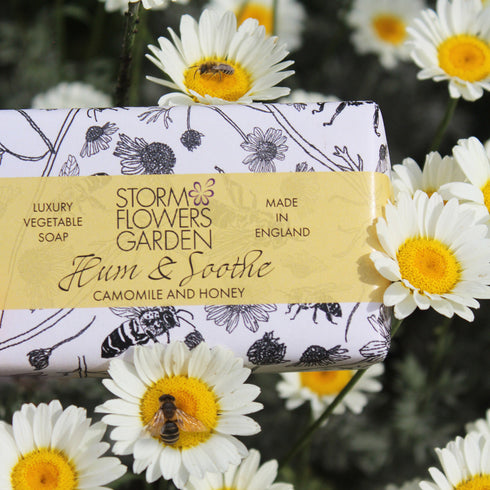 LUXURY
VEGETABLE
SOAP
STORM
FLOWERS
GARDEN
MADE
IN
ENGLAND
Hum & Soothe
CAMOMILE AND HONEY